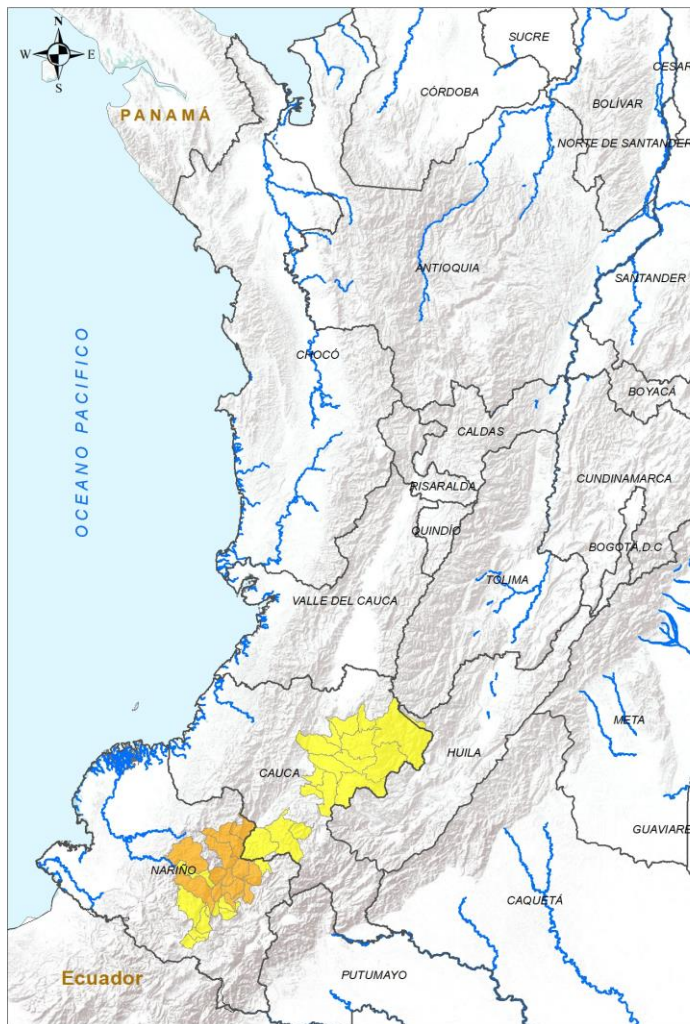 N
W E
S
SUCRE
CESAR
CÓRDOBA
BOLÍVAR
PANAMÁ
NORTE DE SANTANDER
ANTIOQUIA
SANTANDER
OCEANO PACIFICO
CHOCÓ
BOYACÁ
CALDAS
CUNDINAMARCA
RISARALDA
QUINDÍO
BOGOTÁ,D.C
TOLIMA
VALLE DEL CAUCA
META
HUILA
CAUCA
GUAVIARE
NARIÑO
CAQUETÁ
Ecuador
PUTUMAYO